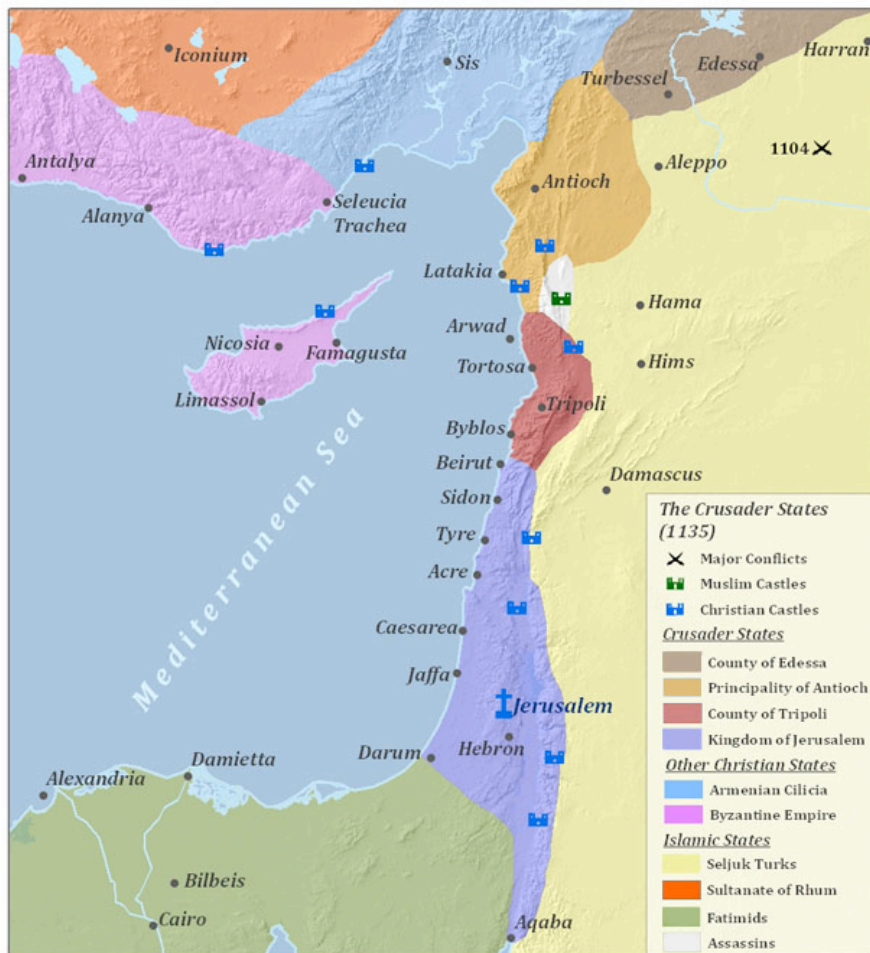 Iconium
Sis
Turbessel
Edessa
Harran
Antalya
Alanya
Seleucia
Trachea
Antioch
Aleppo
1104
Latakia
Hama
Arwad
Nicosia
Famagusta
Tortosa
Hims
Limassol
Tripoli
Byblos
Beirut
Mediterranean Sea
Sidon
Damascus
Tyre
Acre
Caesarea
Jaffa
Jerusalem
Hebron
Darum
Damietta
Alexandria
Bilbeis
Cairo
Aqaba
The Crusader States
(1135)
Major Conflicts
Muslim Castles
Christian Castles
Crusader States
County of Edessa
Principality of Antioch
County of Tripoli
Kingdom of Jerusalem
Other Christian States
Armenian Cilicia
Byzantine Empire
Islamic States
Seljuk Turks
Sultanate of Rhum
Fatimids
Assassins